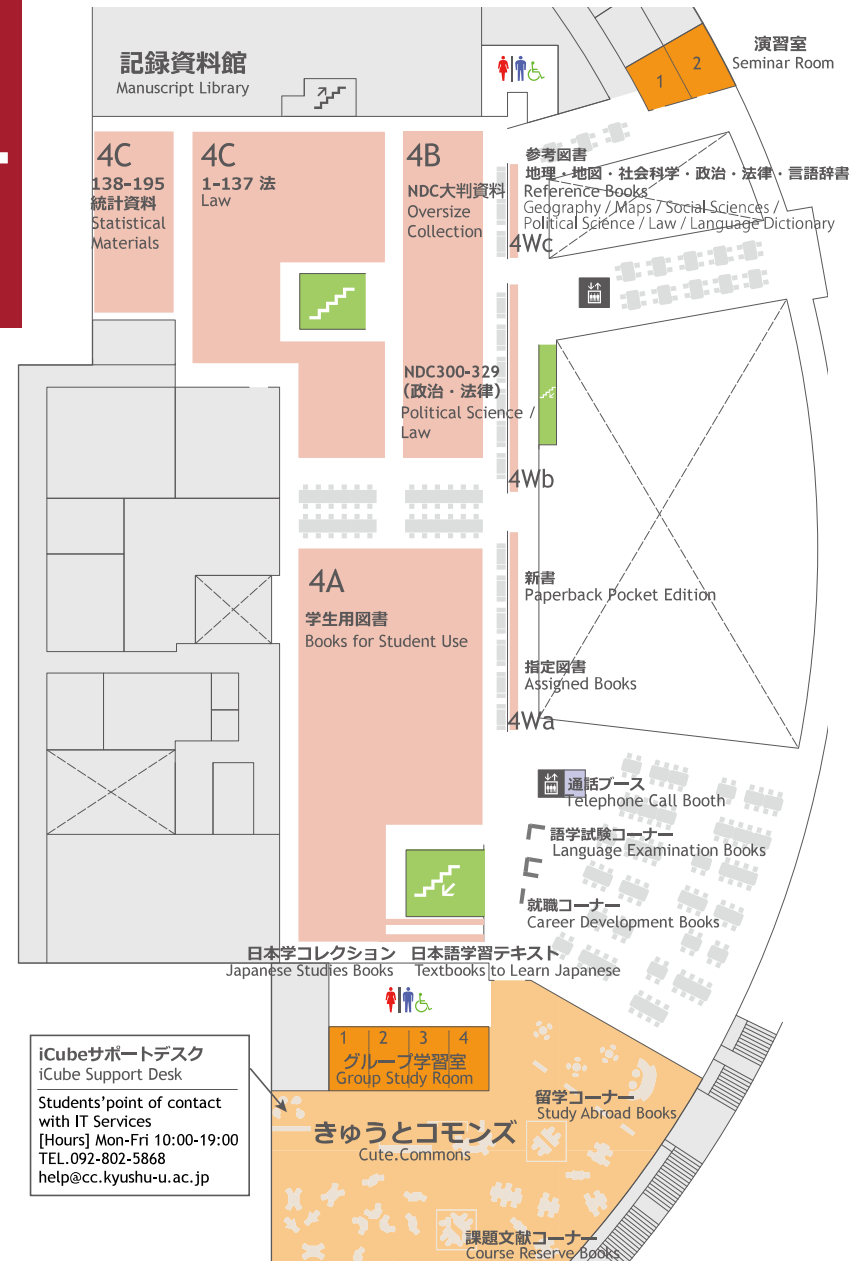 記録資料館
Manuscript Library
演習室
Seminar Room
1
2
4C
138-195
統計資料
Statistical
Materials
4C
1-137 法
Law
4B
NDC大判資料
Oversize
Collection
参考図書
地理・地図・社会科学・政治・法律・言語辞書
Reference Books
Geography / Maps / Social Sciences /
Political Science / Law / Language Dictionary
4Wc
NDC300-329
（政治・法律）
Political Science /
Law
4Wb
4A
学生用図書
Books for Student Use
新書
Paperback Pocket Edition
指定図書
Assigned Books
4Wa
通話ブース
Telephone Call Booth
語学試験コーナー
Language Examination Books
就職コーナー
Career Development Books
日本学コレクション
Japanese Studies Books
日本語学習テキスト
Textbooks to Learn Japanese
1 2 3 4
グループ学習室
Group Study Room
iCubeサポートデスク
iCube Support Desk
Students'point of contact
with IT Services
[Hours] Mon-Fri 10:00-19:00
TEL.092-802-5868
help@cc.kyushu-u.ac.jp
きゅうとコモンズ
Cute.Commons
留学コーナー
Study Abroad Books
課題文献コーナー
Course Reserve Books